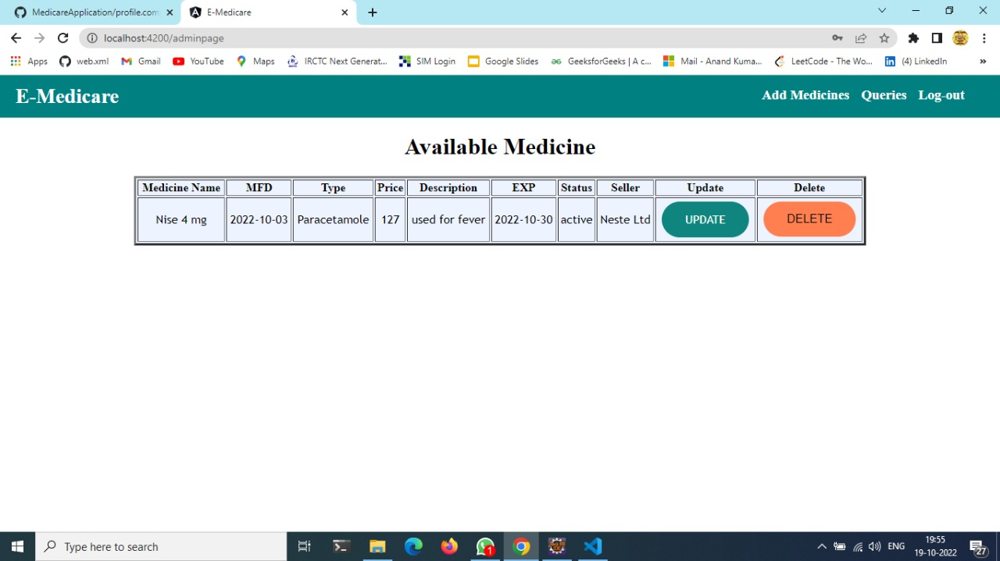 MedicareApplication/profile.com
E-Medicare
localhost:4200/adminpage
Apps web.xml Gmail YouTube Maps IRCTC Next Generat... SIM Login Google Slides GeeksforGeeks | A c... Mail - Anand Kuma... LeetCode - The Wo... (4) LinkedIn »
E-Medicare Add Medicines Queries Log-out
Available Medicine
Medicine Name MFD Type Price Description EXP Status Seller Update Delete
Nise 4 mg 2022-10-03 Paracetamole 127 used for fever 2022-10-30 active Neste Ltd UPDATE DELETE
Type here to search
1
ENG
19:55
19-10-2022
27